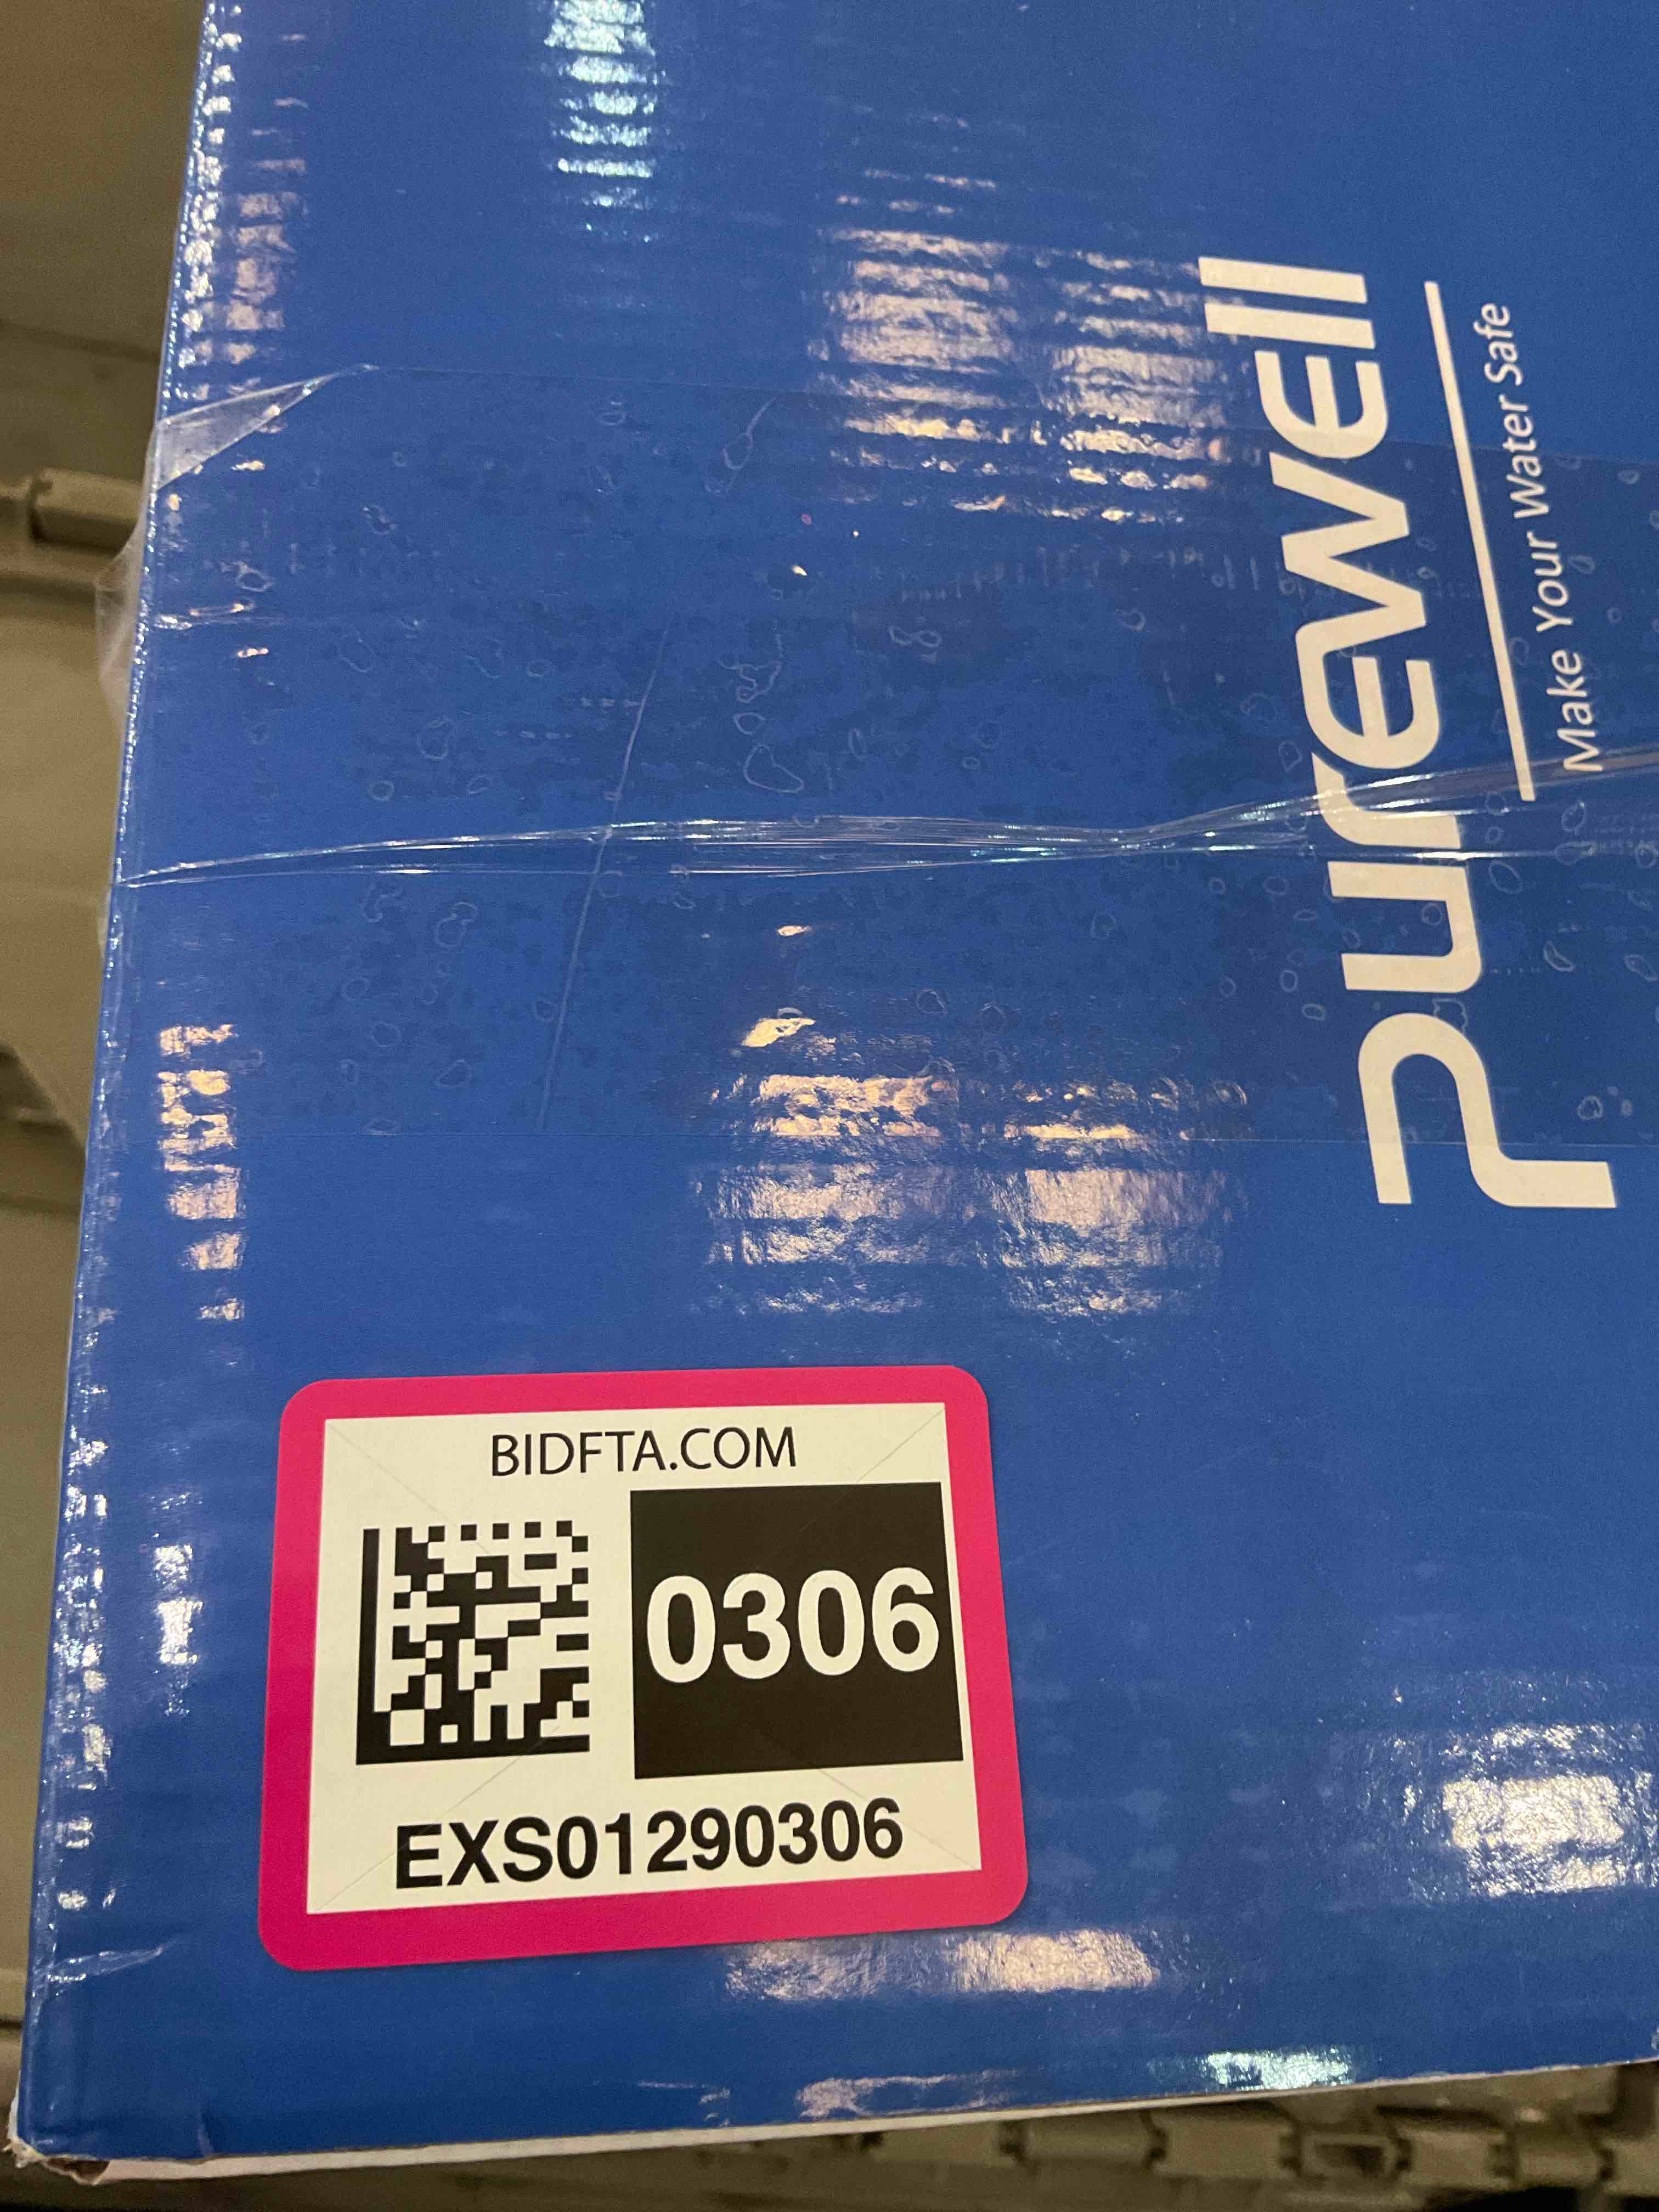 purewell
Make Your Water Safe
BIDFTA.COM
0306
EXS01290306